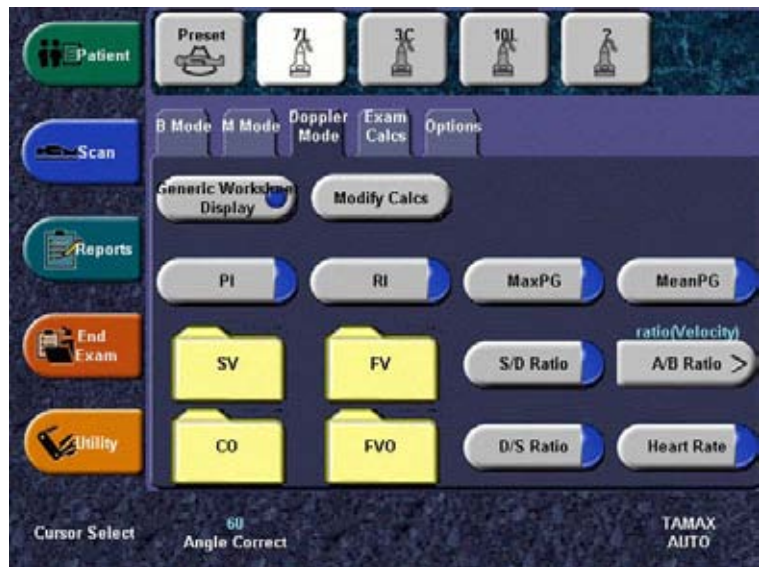 Patient
Preset
7L
3C
10L
2
Scan
B Mode
M Mode
Doppler
Mode
Exam
Calcs
Options
Generic Worksheet
Display
Modify Calcs
Reports
PI
RI
MaxPG
MeanPG
End
Exam
SV
FV
S/D Ratio
ratio(Velocity)
A/B Ratio >
Utility
CO
FVO
D/S Ratio
Heart Rate
Cursor Select
60
Angle Correct
TAMAX
AUTO